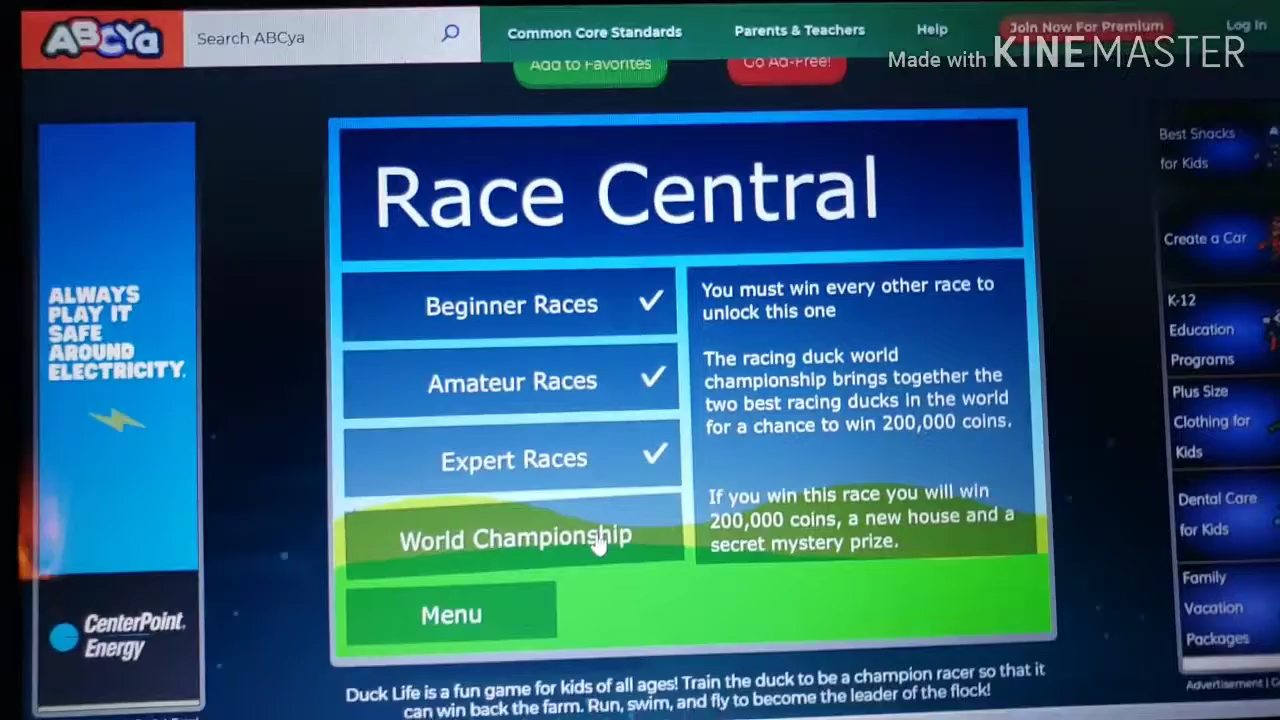 ABCya
Search ABCya
Common Core Standards
Parents & Teachers
Help
Join Now For Premium
Log In
Made with KINEMASTER
Add to Favorites
Go Ad-Free!
Race Central
Beginner Races
Amateur Races
Expert Races
World Championship
Menu
You must win every other race to
unlock this one
The racing duck world
championship brings together the
two best racing ducks in the world
for a chance to win 200,000 coins.
If you win this race you will win
200,000 coins, a new house and a
secret mystery prize.
ALWAYS
PLAY IT
SAFE
AROUND
ELECTRICITY.
CenterPoint.
Energy
Best Snacks
for Kids
Create a Car
K-12
Education
Programs
Plus Size
Clothing for
Kids
Dental Care
for Kids
Family
Vacation
Packages
Advertisement
Duck Life is a fun game for kids of all ages! Train the duck to be a champion racer so that it
can win back the farm. Run, swim, and fly to become the leader of the flock!